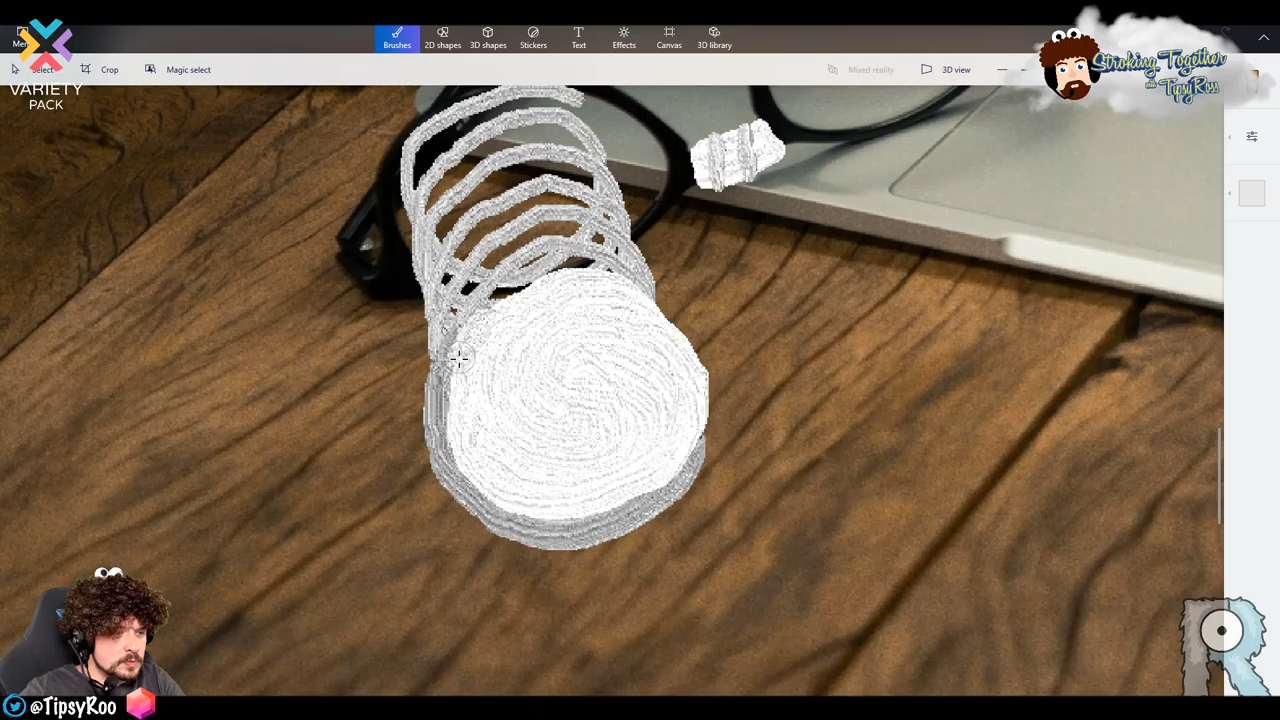 Brushes
2D shapes
3D shapes
Stickers
Text
Effects
Canvas
3D library
Select
Crop
Magic select
Mixed reality
3D view
VARIETY
PACK
Stroking Together
with TipsyRoss
@TipsyRoo
R